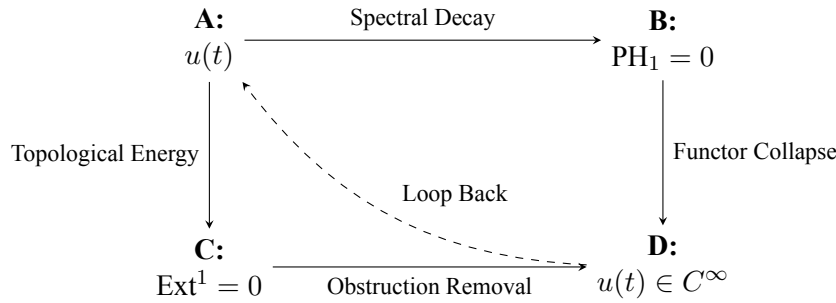 A:
Spectral Decay
B:
u(t)
PH₁ = 0
Topological Energy
Functor Collapse
Loop Back
C:
D:
Ext¹ = 0
Obstruction Removal
u(t) ∈ C^∞